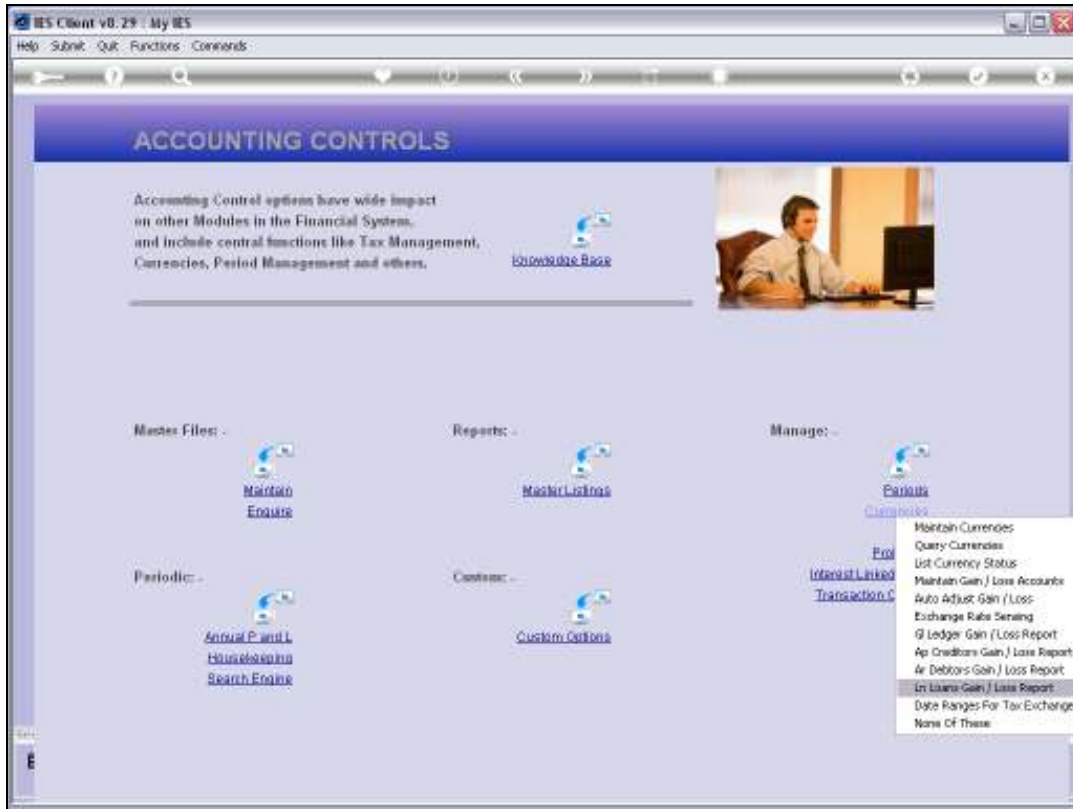 IES Client v8.29 : My IES
Help Submit Quit Functions Commands
ACCOUNTING CONTROLS
Accounting Control options have wide impact
on other Modules in the Financial System,
and include central functions like Tax Management,
Currencies, Period Management and others.
Knowledge Base
Master Files: -
Reports: -
Manage: -
Maintain
Enquire
Master Listings
Periods
Currencies
Interest Linked
Periodic: -
Custom: -
Annual P and L
Housekeeping
Search Engine
Custom Options
Maintain Currencies
Query Currencies
List Currency Status
Maintain Gain / Loss Accounts
Auto Adjust Gain / Loss
Exchange Rate Sensing
Gl Ledger Gain / Loss Report
Ap Creditors Gain / Loss Report
Ar Debtors Gain / Loss Report
Ln Loans Gain / Loss Report
Date Ranges For Tax Exchange
None Of These